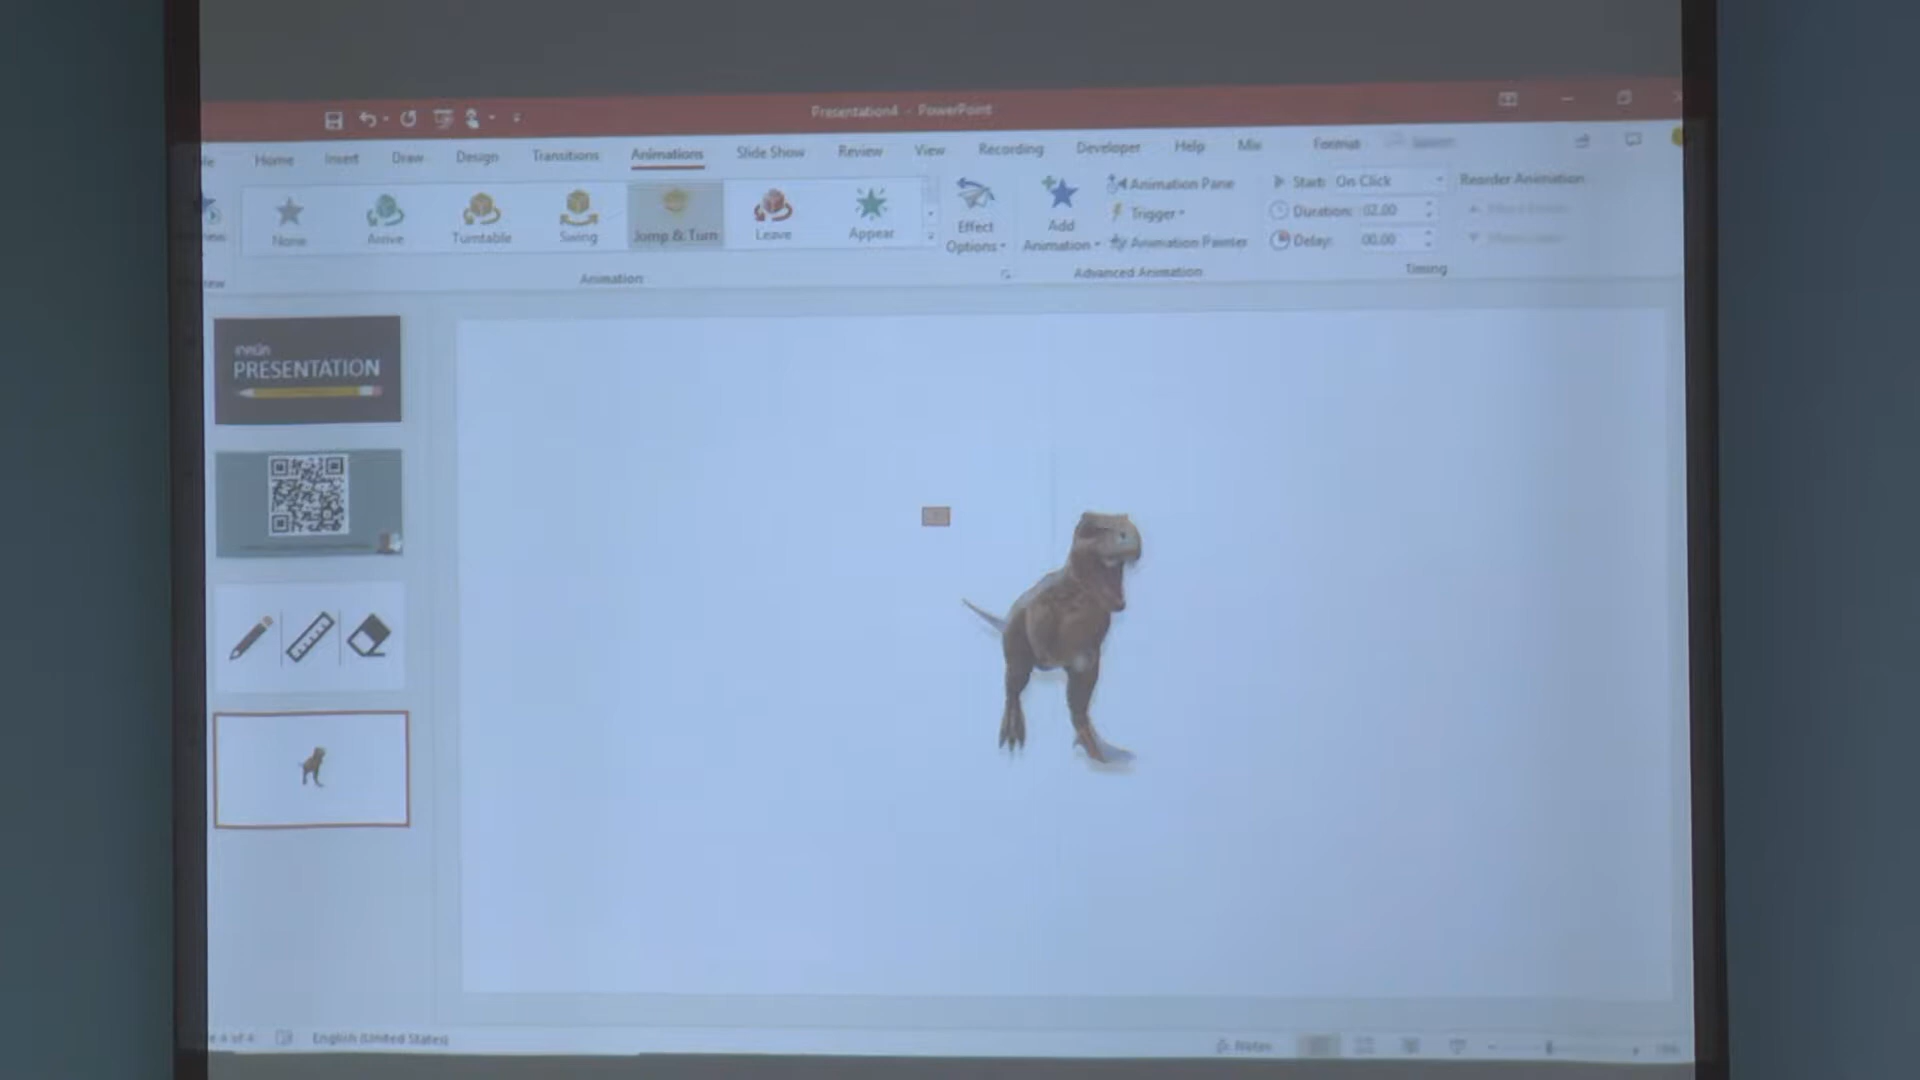 Presentation4 - PowerPoint
Home Insert Draw Design Transitions Animations Slide Show Review View Recording Developer Help Mix Format
None Arrive Turntable Swing Jump & Turn Leave Appear
Effect Options
Add Animation
Animation Pane
Trigger
Animation Painter
Start: On Click
Duration: 02.00
Delay: 00.00
Reorder Animation
Animation
Advanced Animation
Timing
PRESENTATION
English (United States)
Notes